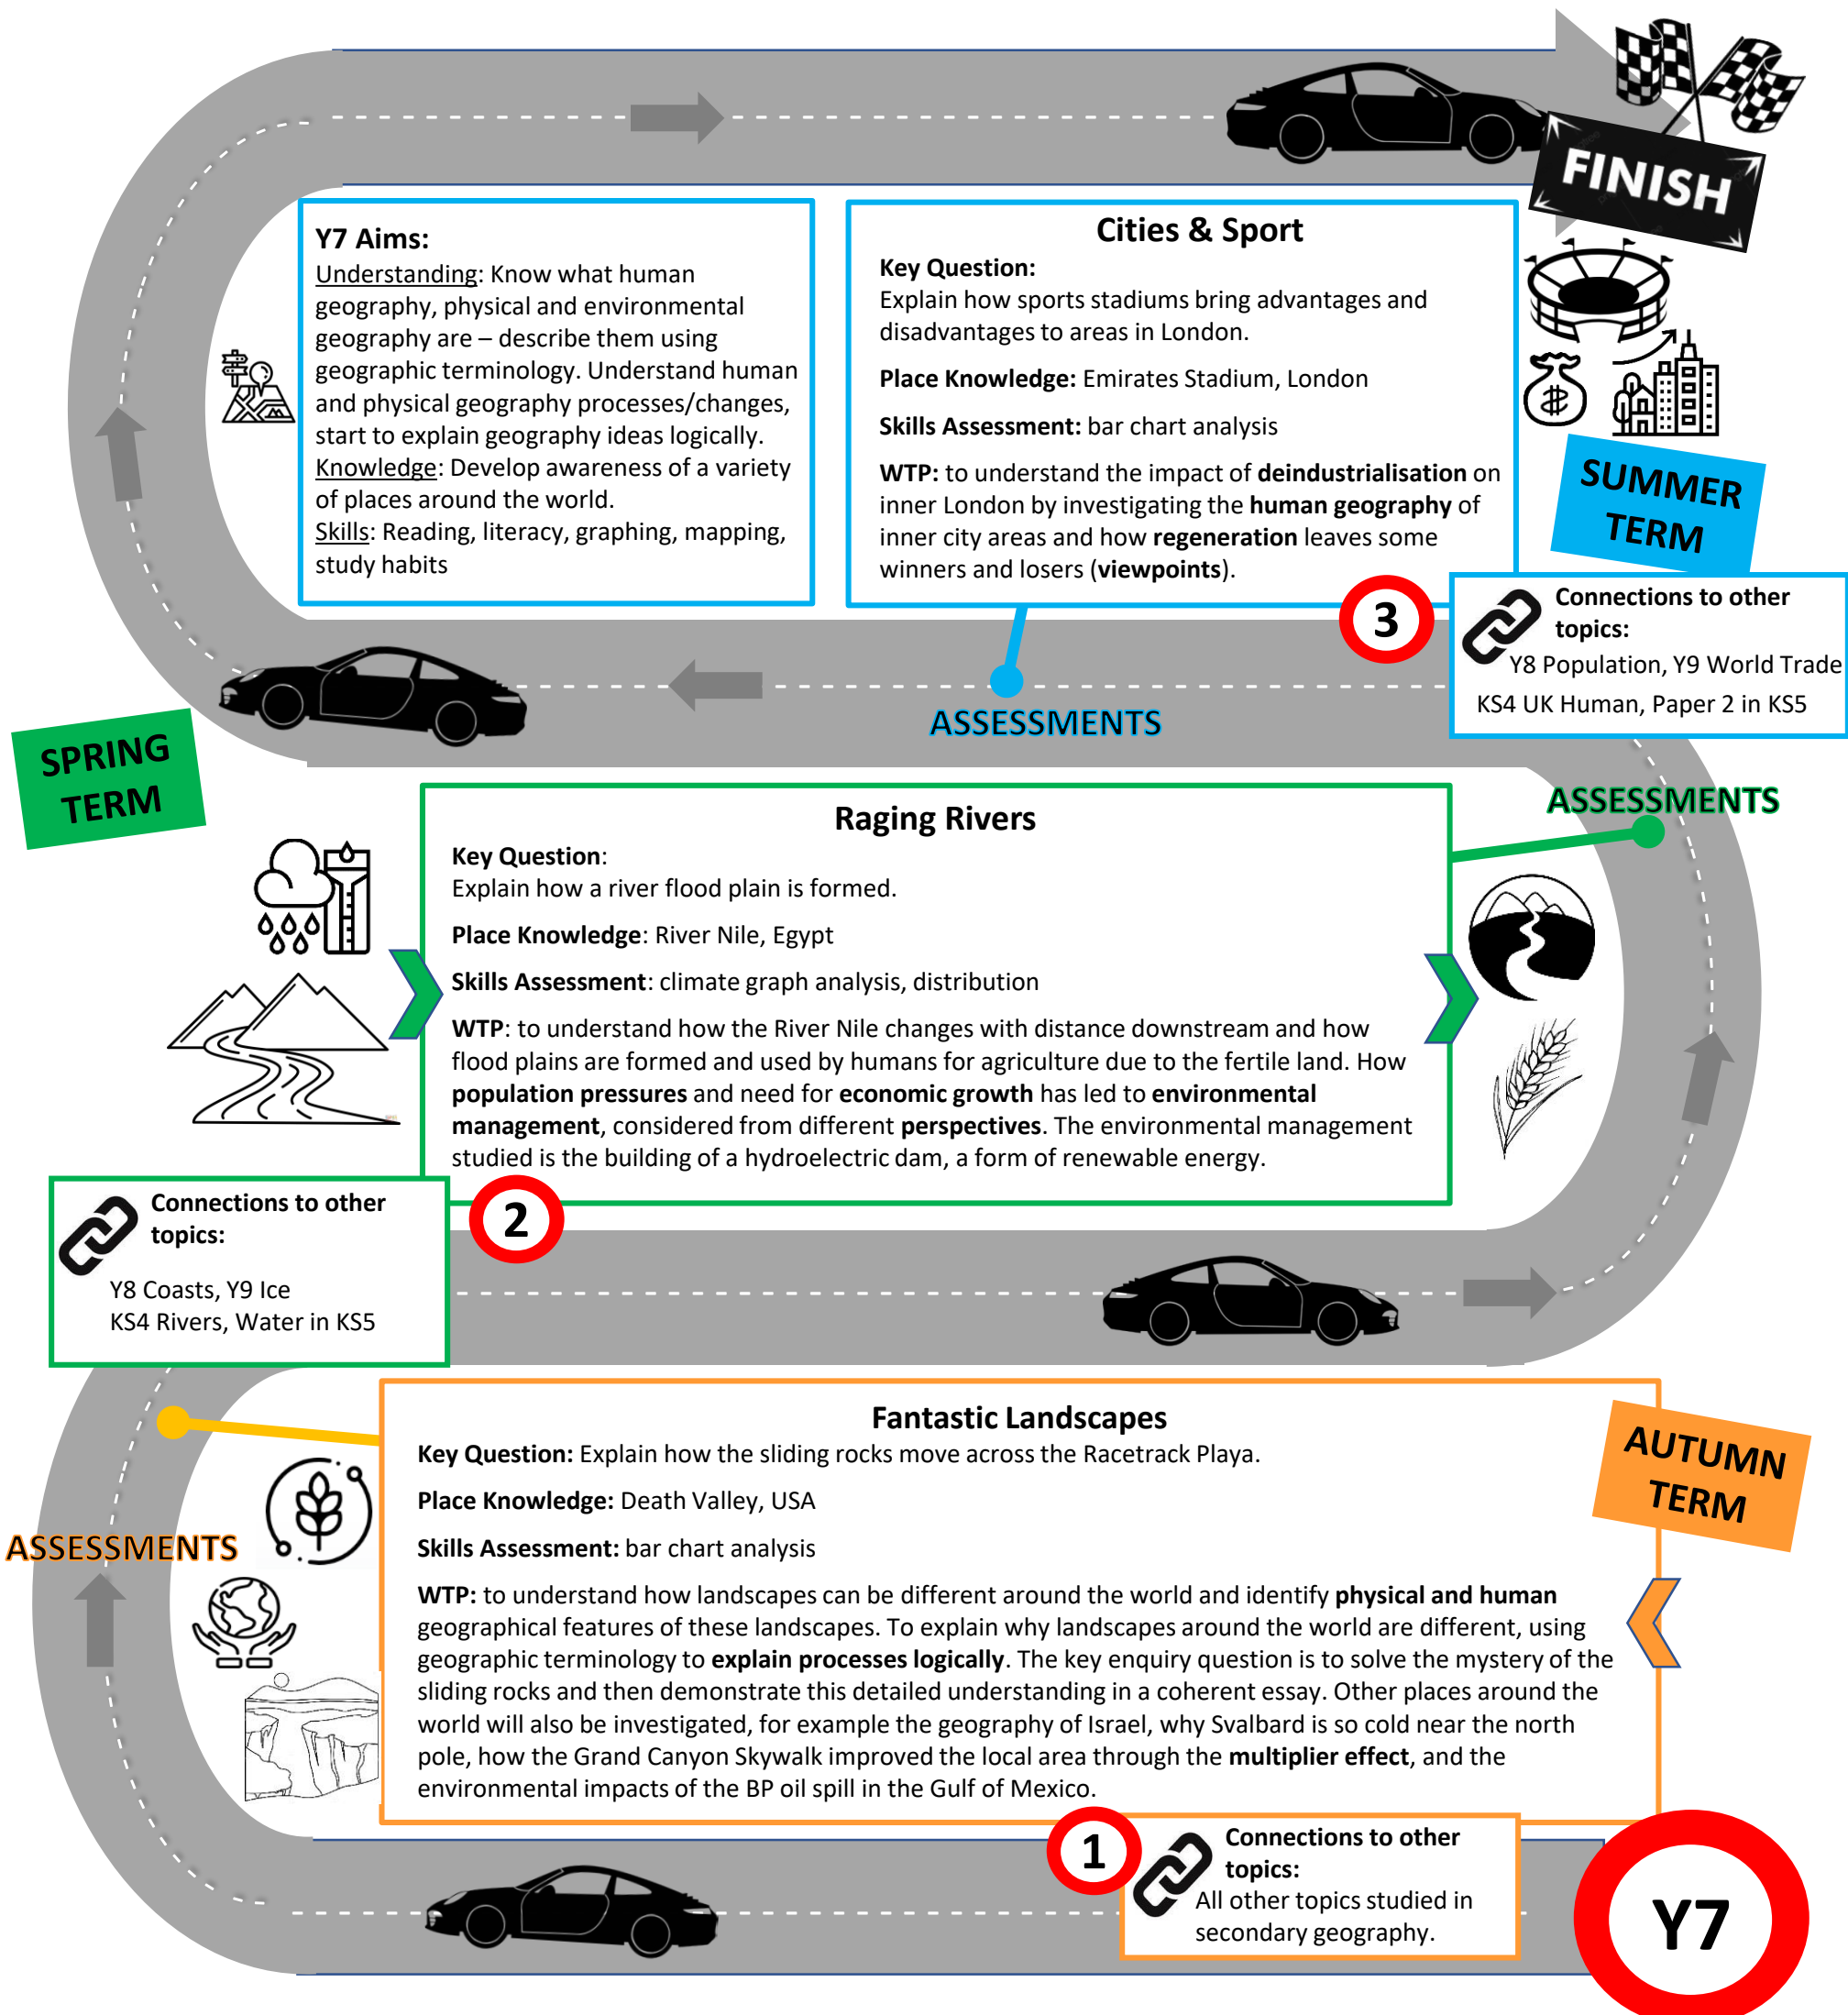 FINISH
Y7 Aims:
Understanding: Know what human
geography, physical and environmental
geography are – describe them using
geographic terminology. Understand human
and physical geography processes/changes,
start to explain geography ideas logically.
Knowledge: Develop awareness of a variety
of places around the world.
Skills: Reading, literacy, graphing, mapping,
study habits
Cities & Sport
Key Question:
Explain how sports stadiums bring advantages and
disadvantages to areas in London.
Place Knowledge: Emirates Stadium, London
Skills Assessment: bar chart analysis
WTP: to understand the impact of deindustrialisation on
inner London by investigating the human geography of
inner city areas and how regeneration leaves some
winners and losers (viewpoints).
SUMMER
TERM
3
Connections to other
topics:
Y8 Population, Y9 World Trade
KS4 UK Human, Paper 2 in KS5
ASSESSMENTS
SPRING
TERM
ASSESSMENTS
Raging Rivers
Key Question:
Explain how a river flood plain is formed.
Place Knowledge: River Nile, Egypt
Skills Assessment: climate graph analysis, distribution
WTP: to understand how the River Nile changes with distance downstream and how
flood plains are formed and used by humans for agriculture due to the fertile land. How
population pressures and need for economic growth has led to environmental
management, considered from different perspectives. The environmental management
studied is the building of a hydroelectric dam, a form of renewable energy.
2
Connections to other
topics:
Y8 Coasts, Y9 Ice
KS4 Rivers, Water in KS5
Fantastic Landscapes
Key Question: Explain how the sliding rocks move across the Racetrack Playa.
Place Knowledge: Death Valley, USA
Skills Assessment: bar chart analysis
WTP: to understand how landscapes can be different around the world and identify physical and human
geographical features of these landscapes. To explain why landscapes around the world are different, using
geographic terminology to explain processes logically. The key enquiry question is to solve the mystery of the
sliding rocks and then demonstrate this detailed understanding in a coherent essay. Other places around the
world will also be investigated, for example the geography of Israel, why Svalbard is so cold near the north
pole, how the Grand Canyon Skywalk improved the local area through the multiplier effect, and the
environmental impacts of the BP oil spill in the Gulf of Mexico.
AUTUMN
TERM
ASSESSMENTS
1
Connections to other
topics:
All other topics studied in
secondary geography.
Y7